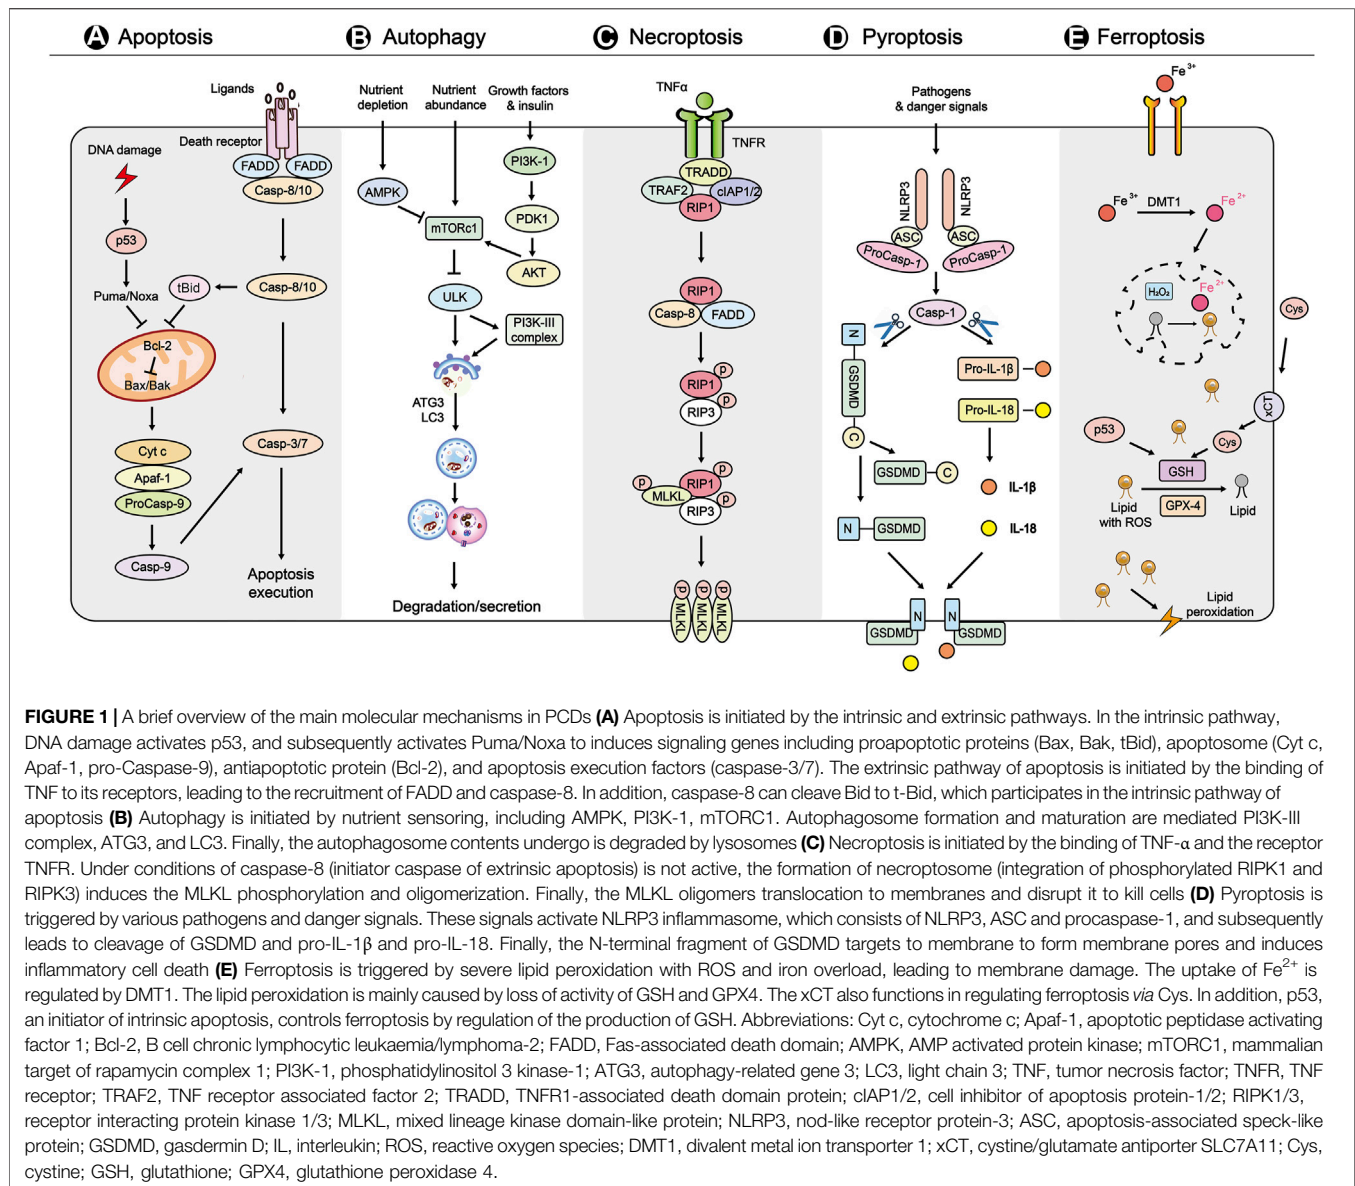 A Apoptosis
B Autophagy
C Necroptosis
D Pyroptosis
E Ferroptosis
Ligands
Death receptor
DNA damage
FADD
FADD
Casp-8/10
p53
Casp-8/10
tBid
Puma/Noxa
Bcl-2
Bax/Bak
Cyt c
Apaf-1
ProCasp-9
Casp-9
Casp-3/7
Apoptosis
execution
Nutrient
depletion
Nutrient
abundance
Growth factors
& insulin
PI3K-1
AMPK
PDK1
mTORc1
AKT
ULK
PI3K-III
complex
ATG3
LC3
Degradation/secretion
TNFα
TNFR
TRADD
TRAF2
cIAP1/2
RIP1
RIP1
Casp-8
FADD
P
RIP1
P
RIP3
P
P
RIP1
MLKL
P
RIP3
P
P
P
MLKL
MLKL
MLKL
Pathogens
& danger signals
NLRP3
NLRP3
ASC
ASC
ProCasp-1
ProCasp-1
Casp-1
N
GSDMD
C
Pro-IL-1β
Pro-IL-18
GSDMD
C
IL-1β
N
GSDMD
IL-18
N
N
GSDMD
GSDMD
Fe3+
Fe3+
DMT1
Fe2+
H2O2
Fe2+
Cys
xCT
p53
Cys
GSH
GPX-4
Lipid
with ROS
Lipid
Lipid
peroxidation
FIGURE 1 | A brief overview of the main molecular mechanisms in PCDs (A) Apoptosis is initiated by the intrinsic and extrinsic pathways. In the intrinsic pathway,
DNA damage activates p53, and subsequently activates Puma/Noxa to induces signaling genes including proapoptotic proteins (Bax, Bak, tBid), apoptosome (Cyt c,
Apaf-1, pro-Caspase-9), antiapoptotic protein (Bcl-2), and apoptosis execution factors (caspase-3/7). The extrinsic pathway of apoptosis is initiated by the binding of
TNF to its receptors, leading to the recruitment of FADD and caspase-8. In addition, caspase-8 can cleave Bid to t-Bid, which participates in the intrinsic pathway of
apoptosis (B) Autophagy is initiated by nutrient sensoring, including AMPK, PI3K-1, mTORC1. Autophagosome formation and maturation are mediated PI3K-III
complex, ATG3, and LC3. Finally, the autophagosome contents undergo is degraded by lysosomes (C) Necroptosis is initiated by the binding of TNF-α and the receptor
TNFR. Under conditions of caspase-8 (initiator caspase of extrinsic apoptosis) is not active, the formation of necroptosome (integration of phosphorylated RIPK1 and
RIPK3) induces the MLKL phosphorylation and oligomerization. Finally, the MLKL oligomers translocation to membranes and disrupt it to kill cells (D) Pyroptosis is
triggered by various pathogens and danger signals. These signals activate NLRP3 inflammasome, which consists of NLRP3, ASC and procaspase-1, and subsequently
leads to cleavage of GSDMD and pro-IL-1β and pro-IL-18. Finally, the N-terminal fragment of GSDMD targets to membrane to form membrane pores and induces
inflammatory cell death (E) Ferroptosis is triggered by severe lipid peroxidation with ROS and iron overload, leading to membrane damage. The uptake of Fe2+ is
regulated by DMT1. The lipid peroxidation is mainly caused by loss of activity of GSH and GPX4. The xCT also functions in regulating ferroptosis via Cys. In addition, p53,
an initiator of intrinsic apoptosis, controls ferroptosis by regulation of the production of GSH. Abbreviations: Cyt c, cytochrome c; Apaf-1, apoptotic peptidase activating
factor 1; Bcl-2, B cell chronic lymphocytic leukaemia/lymphoma-2; FADD, Fas-associated death domain; AMPK, AMP activated protein kinase; mTORC1, mammalian
target of rapamycin complex 1; PI3K-1, phosphatidylinositol 3 kinase-1; ATG3, autophagy-related gene 3; LC3, light chain 3; TNF, tumor necrosis factor; TNFR, TNF
receptor; TRAF2, TNF receptor associated factor 2; TRADD, TNFR1-associated death domain protein; cIAP1/2, cell inhibitor of apoptosis protein-1/2; RIPK1/3,
receptor interacting protein kinase 1/3; MLKL, mixed lineage kinase domain-like protein; NLRP3, nod-like receptor protein-3; ASC, apoptosis-associated speck-like
protein; GSDMD, gasdermin D; IL, interleukin; ROS, reactive oxygen species; DMT1, divalent metal ion transporter 1; xCT, cystine/glutamate antiporter SLC7A11; Cys,
cystine; GSH, glutathione; GPX4, glutathione peroxidase 4.